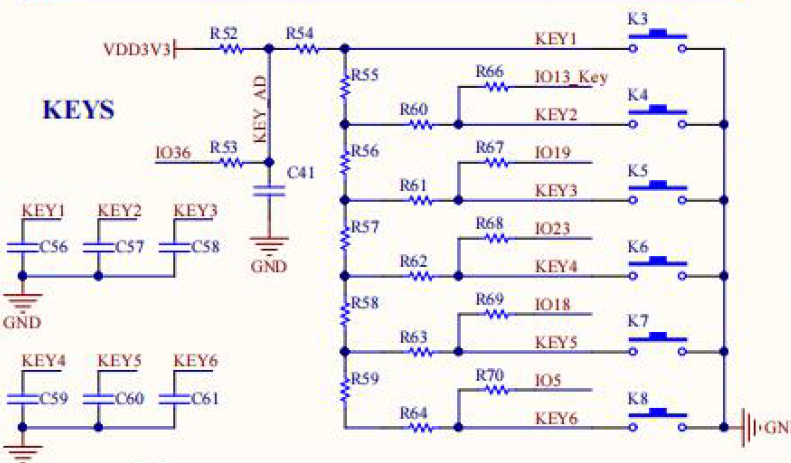 K3
R52 R54
VDD3V3 KEY1
R55 R66 IO13_Key
KEYS K4
KEY_AD
R60 KEY2
R53 R56 R67 IO19
IO36 K5
C41
R61 KEY3
KEY1 KEY2 KEY3
R57 R68 IO23
C56 C57 C58 K6
GND R62 KEY4
R58 R69 IO18
GND K7
R63 KEY5
KEY4 KEY5 KEY6
R59 R70 IO5
C59 C60 C61 K8
R64 KEY6 GN